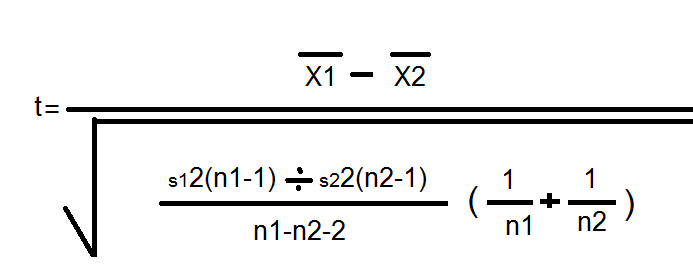 X1 − X2
t=
s12(n1-1) ÷ s22(n2-1)
n1-n2-2
( 1 + 1 )
n1 n2